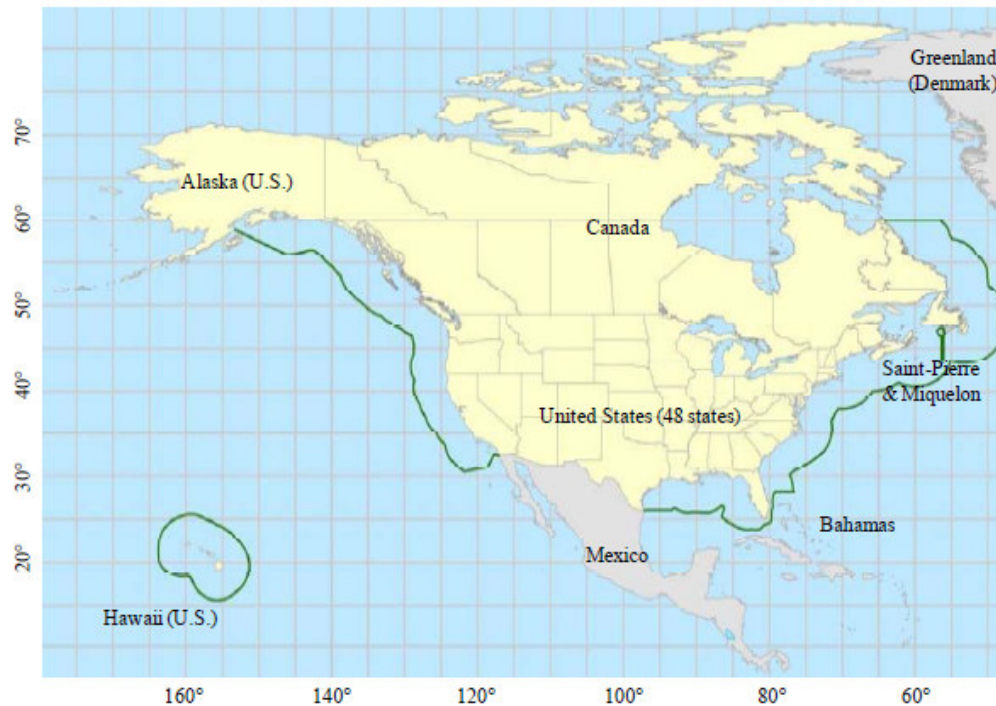 Greenland
(Denmark)
70°
Alaska (U.S.)
60°
Canada
50°
Saint-Pierre
& Miquelon
40°
United States (48 states)
30°
Bahamas
Mexico
20°
Hawaii (U.S.)
160°
140°
120°
100°
80°
60°